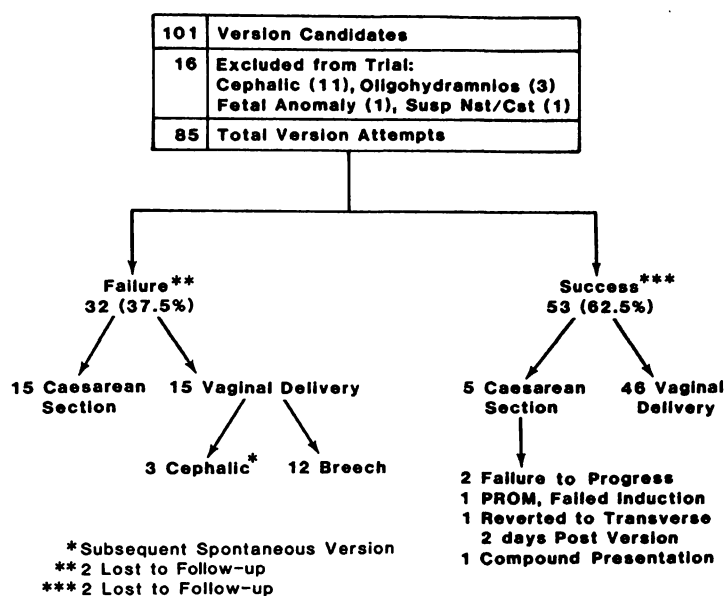 101 Version Candidates
16 Excluded from Trial:
Cephalic (11), Oligohydramnios (3)
Fetal Anomaly (1), Susp Nst/Cst (1)
85 Total Version Attempts
Failure**
32 (37.5%)
Success***
53 (62.5%)
15 Caesarean
Section
15 Vaginal Delivery
5 Caesarean
Section
46 Vaginal
Delivery
3 Cephalic*
12 Breech
2 Failure to Progress
1 PROM, Failed Induction
1 Reverted to Transverse
2 days Post Version
1 Compound Presentation
*Subsequent Spontaneous Version
**2 Lost to Follow-up
***2 Lost to Follow-up